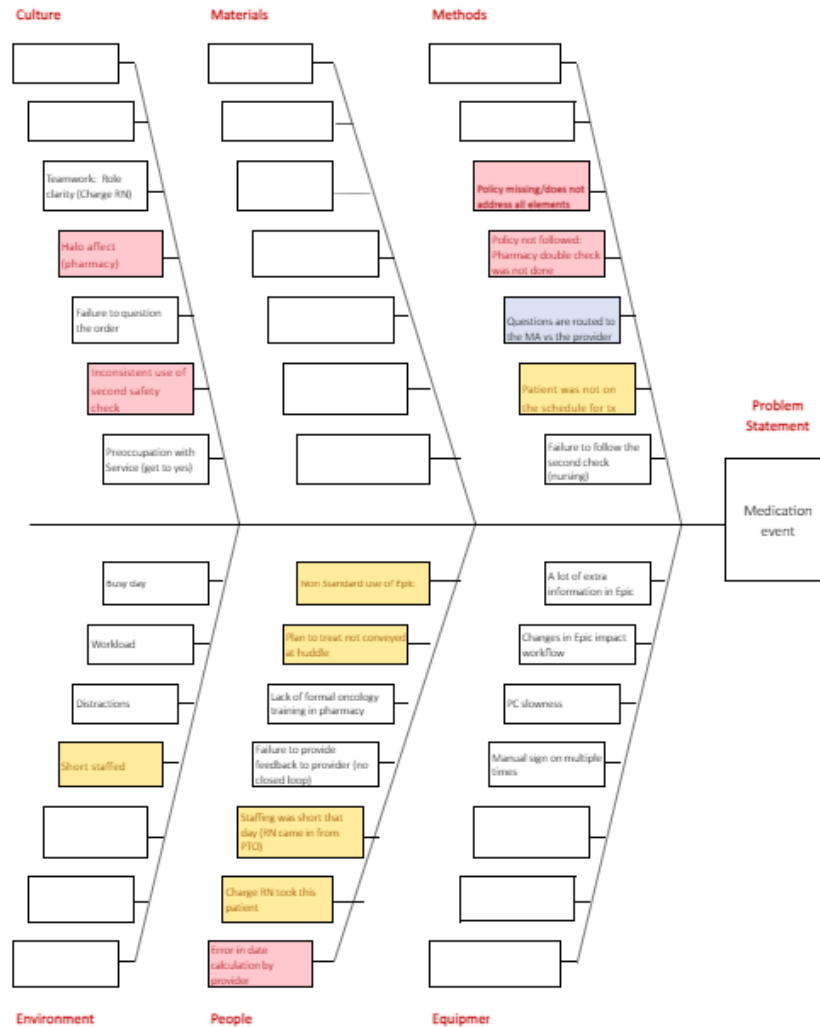 Culture
Materials
Methods
Teamwork: Role
clarity (Charge RN)
Policy missing/does not
address all elements
Halo affect
(pharmacy)
Policy not followed:
Pharmacy double check
was not done
Failure to question
the order
Questions are routed to
the MA vs the provider
Inconsistent use of
second safety
check
Patient was not on
the schedule for tx
Problem
Statement
Preoccupation with
Service (get to yes)
Failure to follow the
second check
(nursing)
Medication
event
Busy day
Non Standard use of Epic
A lot of extra
information in Epic
Workload
Plan to treat not conveyed
at huddle
Changes in Epic impact
workflow
Distractions
Lack of formal oncology
training in pharmacy
PC slowness
Short staffed
Failure to provide
feedback to provider (no
closed loop)
Manual sign on multiple
times
Staffing was short that
day (RN came in from
PTO)
Charge RN took this
patient
Error in date
calculation by
provider
Environment
People
Equipmer